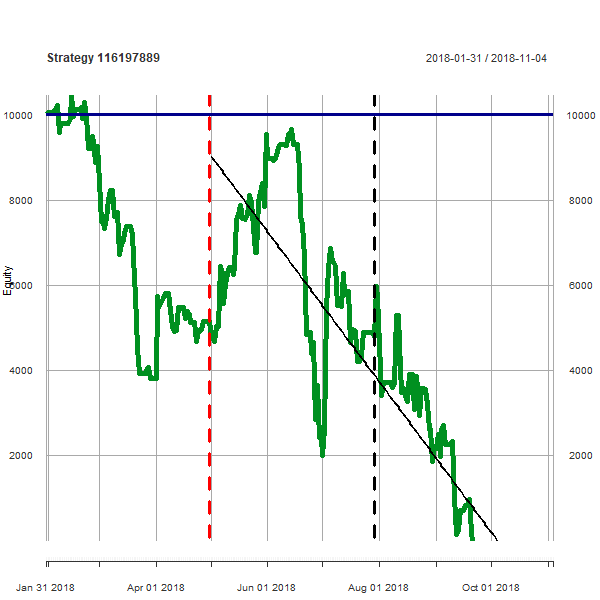 Strategy 116197889
2018-01-31 / 2018-11-04
10000
10000
8000
8000
6000
6000
Equity
4000
4000
2000
2000
Jan 31 2018
Apr 01 2018
Jun 01 2018
Aug 01 2018
Oct 01 2018